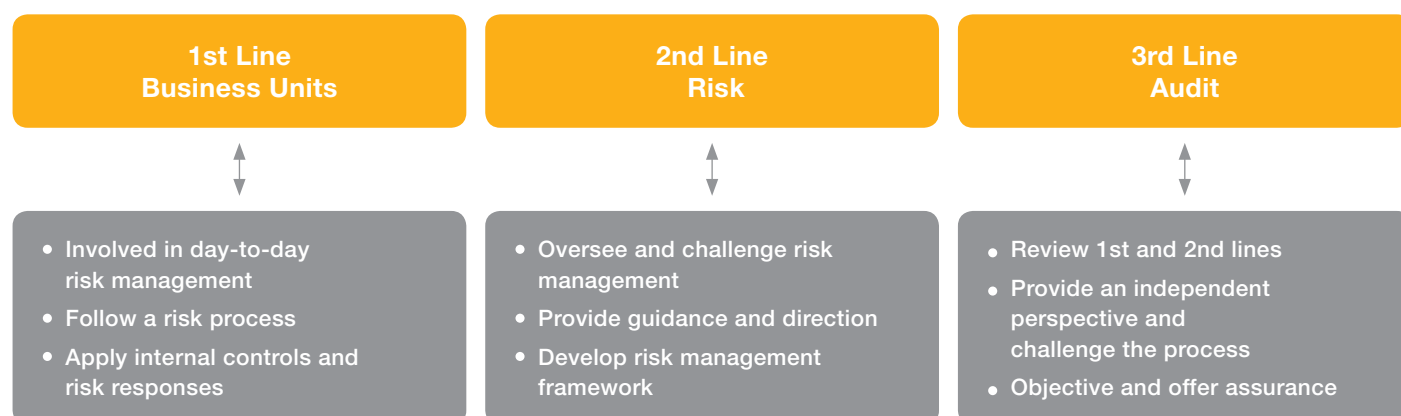 1st Line
Business Units
• Involved in day-to-day
risk management
• Follow a risk process
• Apply internal controls and
risk responses
2nd Line
Risk
• Oversee and challenge risk
management
• Provide guidance and direction
• Develop risk management
framework
3rd Line
Audit
• Review 1st and 2nd lines
• Provide an independent
perspective and
challenge the process
• Objective and offer assurance